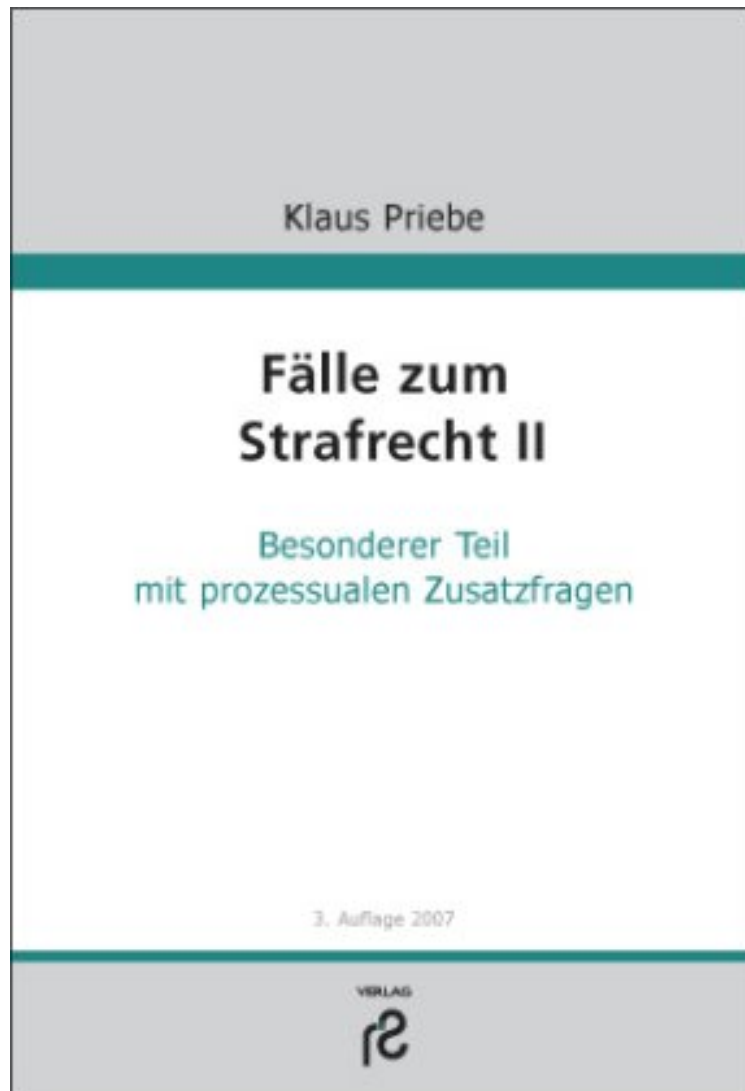 Klaus Priebe
Fälle zum
Strafrecht II
Besonderer Teil
mit prozessualen Zusatzfragen
3. Auflage 2007
VERLAG
rs